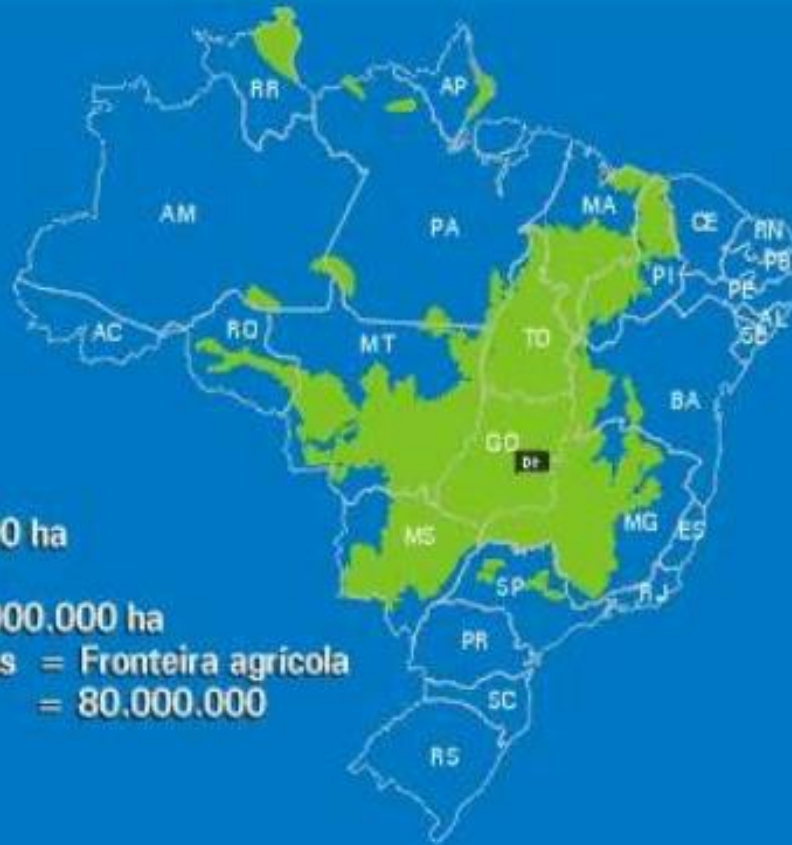 RR
AP
AM
PA
MA
CE
RN
PB
PI
PE
AL
SE
AC
RO
MT
TO
BA
GO
DF
0 ha
MS
MG
ES
000.000 ha
SP
RJ
s = Fronteira agrícola
PR
= 80.000.000
SC
RS